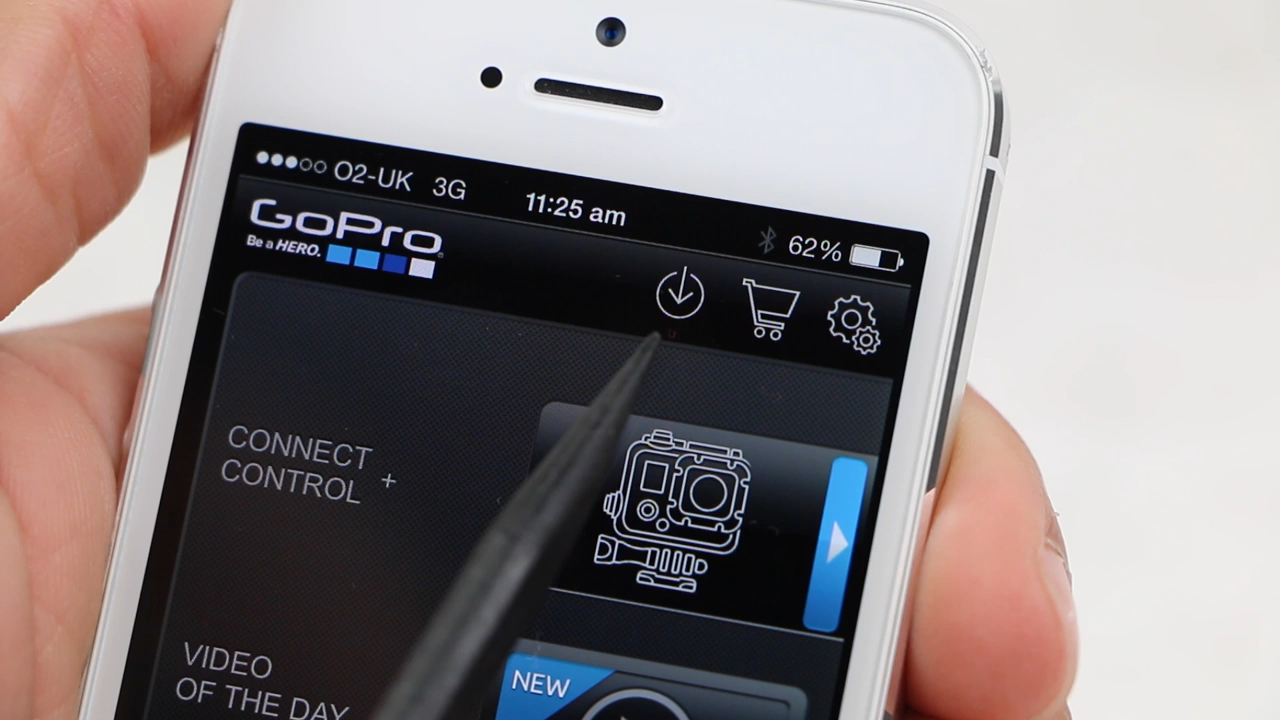 O2-UK 3G 11:25 am 62%
GoPro
Be a HERO.
CONNECT
CONTROL +
VIDEO
OF THE DAY
NEW